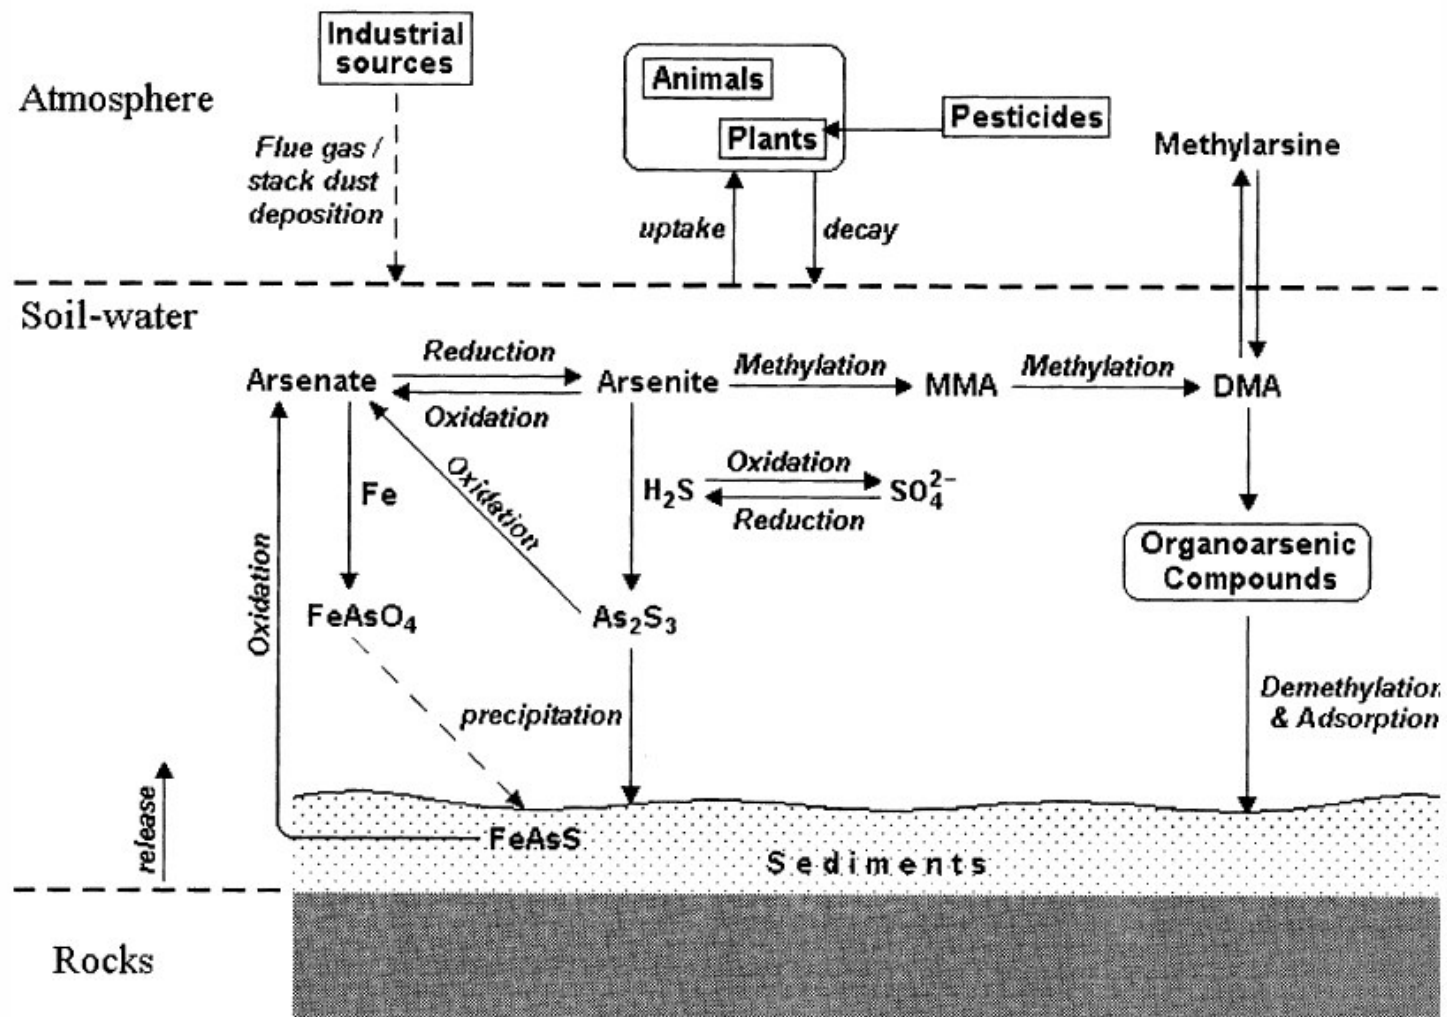 Industrial
sources
Atmosphere
Animals
Plants
Pesticides
Methylarsine
Flue gas /
stack dust
deposition
uptake
decay
Soil-water
Reduction
Arsenate
Arsenite
Oxidation
Methylation
MMA
Methylation
DMA
Fe
Oxidation
H₂S
Oxidation
SO₄²⁻
Reduction
Oxidation
Organoarsenic
Compounds
FeAsO₄
As₂S₃
precipitation
Demethylation
& Adsorption
release
FeAsS
Sediments
Rocks